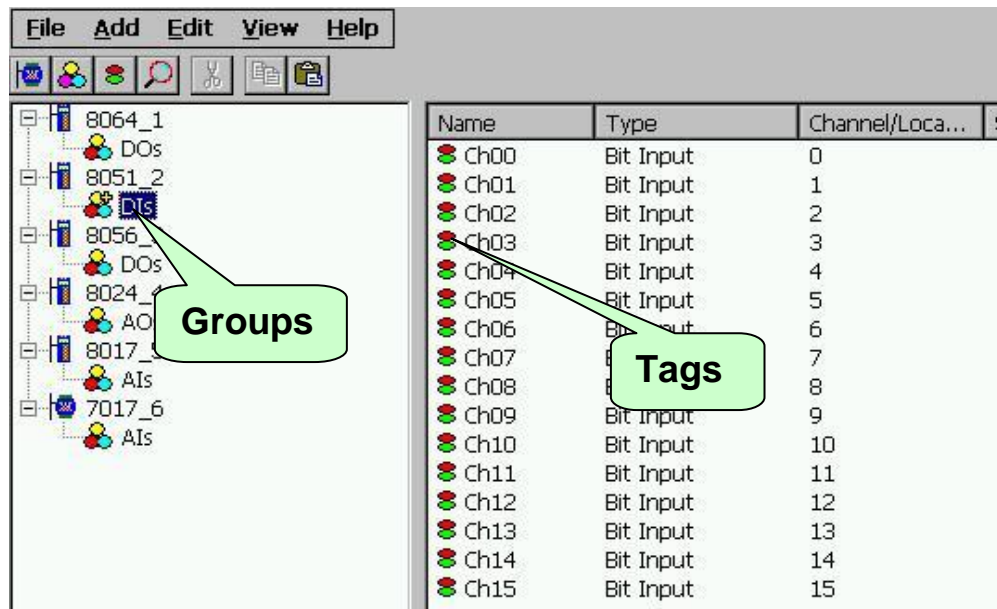 File Add Edit View Help
8064_1
DOs
8051_2
DIs
8056_
DOs
8024_4
AO
8017_5
AIs
7017_6
AIs
Groups
Name Type Channel/Loca...
Ch00 Bit Input 0
Ch01 Bit Input 1
Ch02 Bit Input 2
Ch03 Bit Input 3
Ch04 Bit Input 4
Ch05 Bit Input 5
Ch06 Bit Input 6
Ch07 7
Ch08 8
Ch09 Bit Input 9
Ch10 Bit Input 10
Ch11 Bit Input 11
Ch12 Bit Input 12
Ch13 Bit Input 13
Ch14 Bit Input 14
Ch15 Bit Input 15
Tags